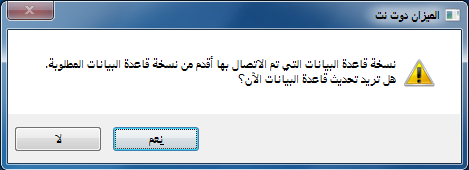 الميزان دوت نت
نسخة قاعدة البيانات التي تم الاتصال بها أقدم من نسخة قاعدة البيانات المطلوبة.
هل تريد تحديث قاعدة البيانات الآن؟
نعم
لا